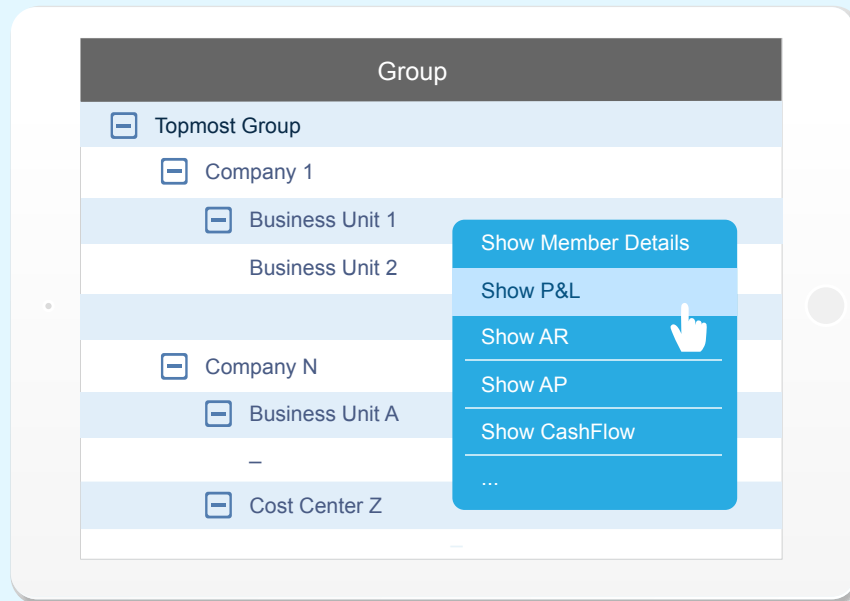 Group
Topmost Group
Company 1
Business Unit 1
Business Unit 2
Company N
Business Unit A
–
Cost Center Z
–
Show Member Details
Show P&L
Show AR
Show AP
Show CashFlow
...